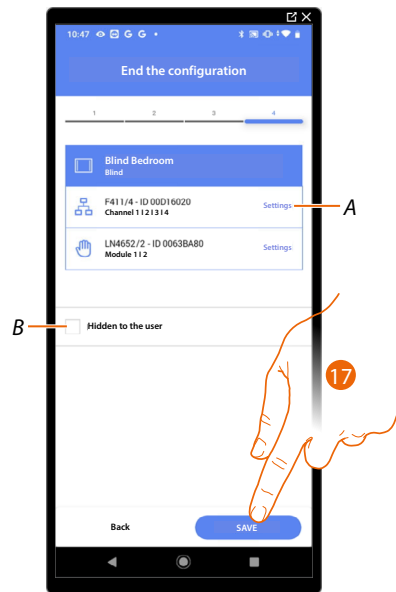 10:47 G G
End the configuration
1 2 3 4
Blind Bedroom
Blind
F411/4 - ID 00D16020
Channel 1 I 2 I 3 I 4
Settings
A
LN4652/2 - ID 0063BA80
Module 1 I 2
Settings
B
Hidden to the user
17
Back
SAVE